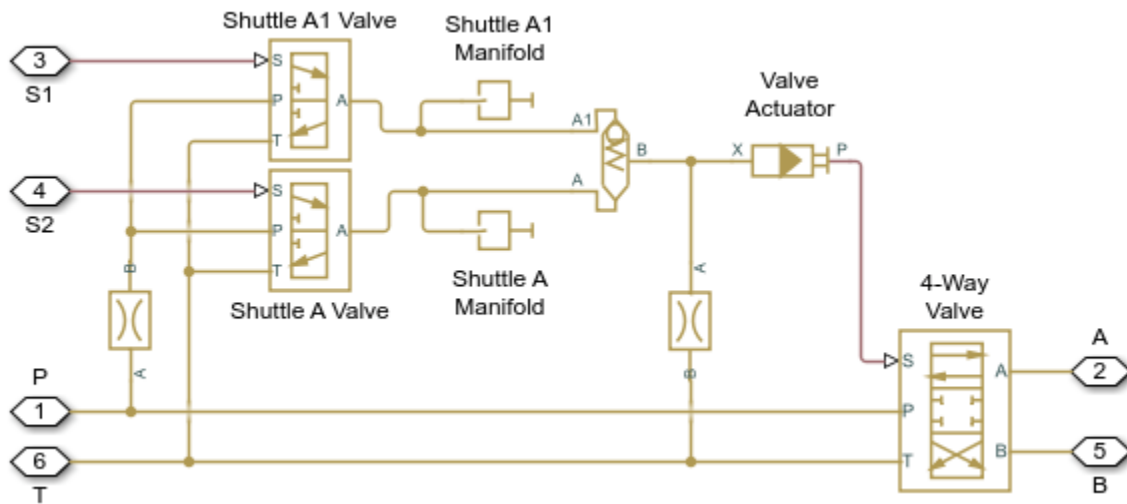 Shuttle A1 Valve
Shuttle A1
Manifold
3
S1
S
P
A
T
A1
Valve
Actuator
B
X
P
4
S2
S
P
A
T
A
Shuttle A Valve
Shuttle A
Manifold
B
A
A
B
4-Way
Valve
P
1
S
P
T
A
B
A
2
6
T
5
B